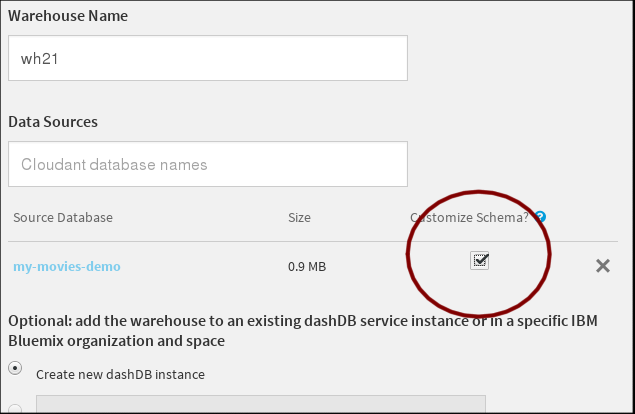 Warehouse Name
wh21
Data Sources
Cloudant database names
Source Database Size Customize Schema? ?
my-movies-demo 0.9 MB
Optional: add the warehouse to an existing dashDB service instance or in a specific IBM
Bluemix organization and space
Create new dashDB instance